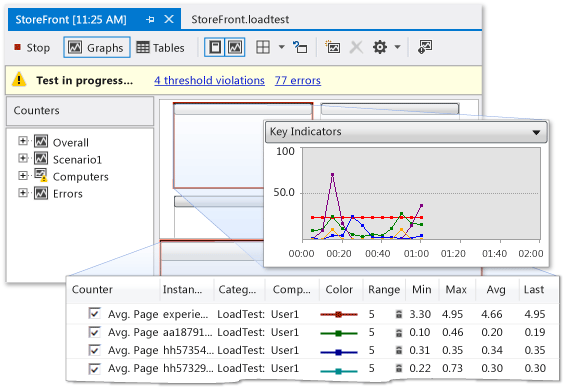 StoreFront [11:25 AM] StoreFront.loadtest
Stop Graphs Tables
Test in progress... 4 threshold violations 77 errors
Counters
Overall
Scenario1
Computers
Errors
Key Indicators
100
50.0
00:00 00:20 00:40 01:00 01:20 01:40 02:00
Counter Instan... Categ... Comp... Color Range Min Max Avg Last
Avg. Page experie... LoadTest: User1 5 3.30 4.95 4.66 4.95
Avg. Page aa18791... LoadTest: User1 5 0.10 0.46 0.20 0.19
Avg. Page hh57354... LoadTest: User1 5 0.31 0.35 0.34 0.35
Avg. Page hh57329... LoadTest: User1 5 0.22 0.73 0.30 0.30